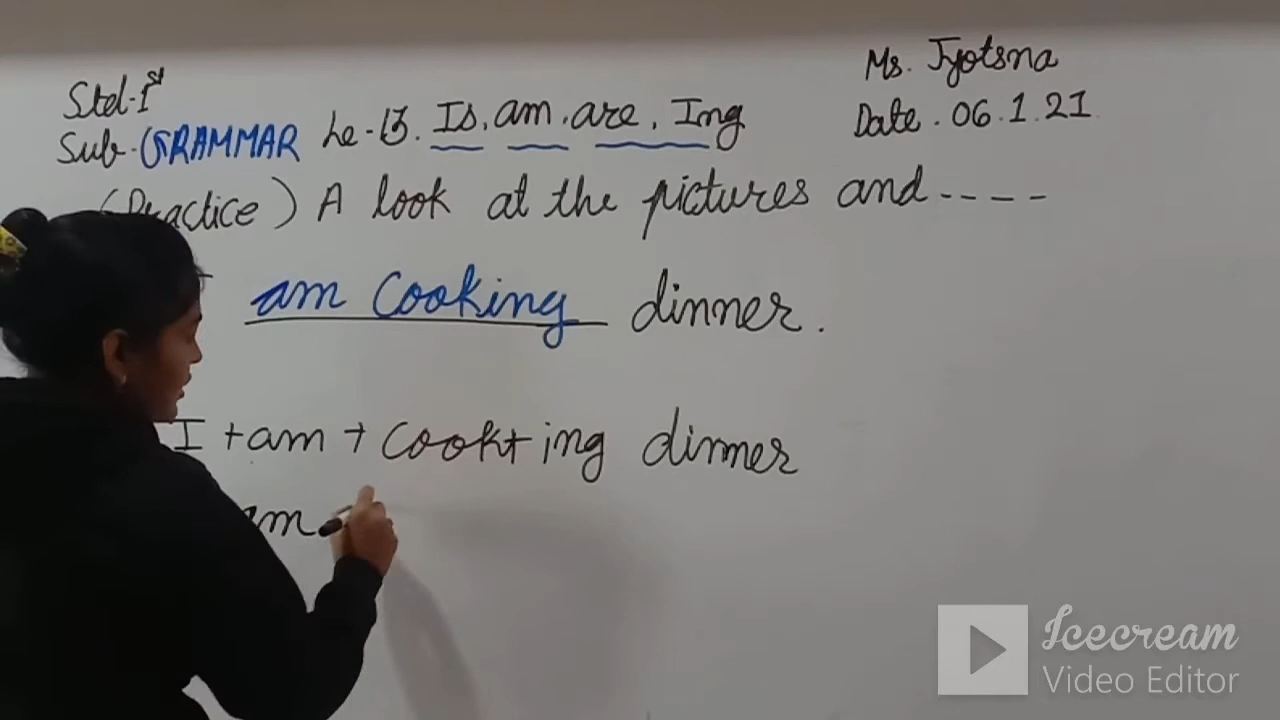 Std-Ist
Ms. Jyotsna
Sub-GRAMMAR Le-13. Is, am, are, Ing
Date. 06.1.21
(Practice) A look at the pictures and----
am cooking dinner.
I +am + cook+ ing dinner
am
Icecream
Video Editor